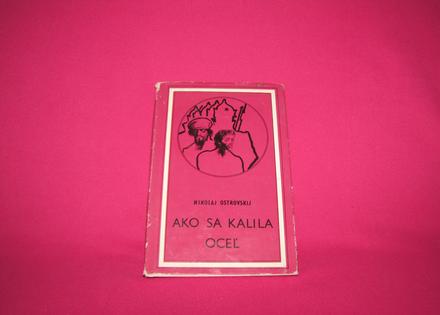 NIKOLAJ OSTROVSKIJ
AKO SA KALILA
OCEĽ